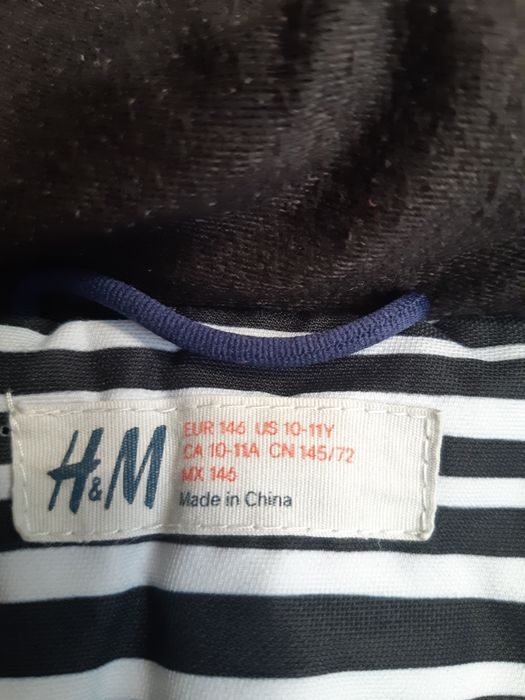 H&M
EUR 146 US 10-11Y
CA 10-11A CN 145/72
MX 146
Made in China